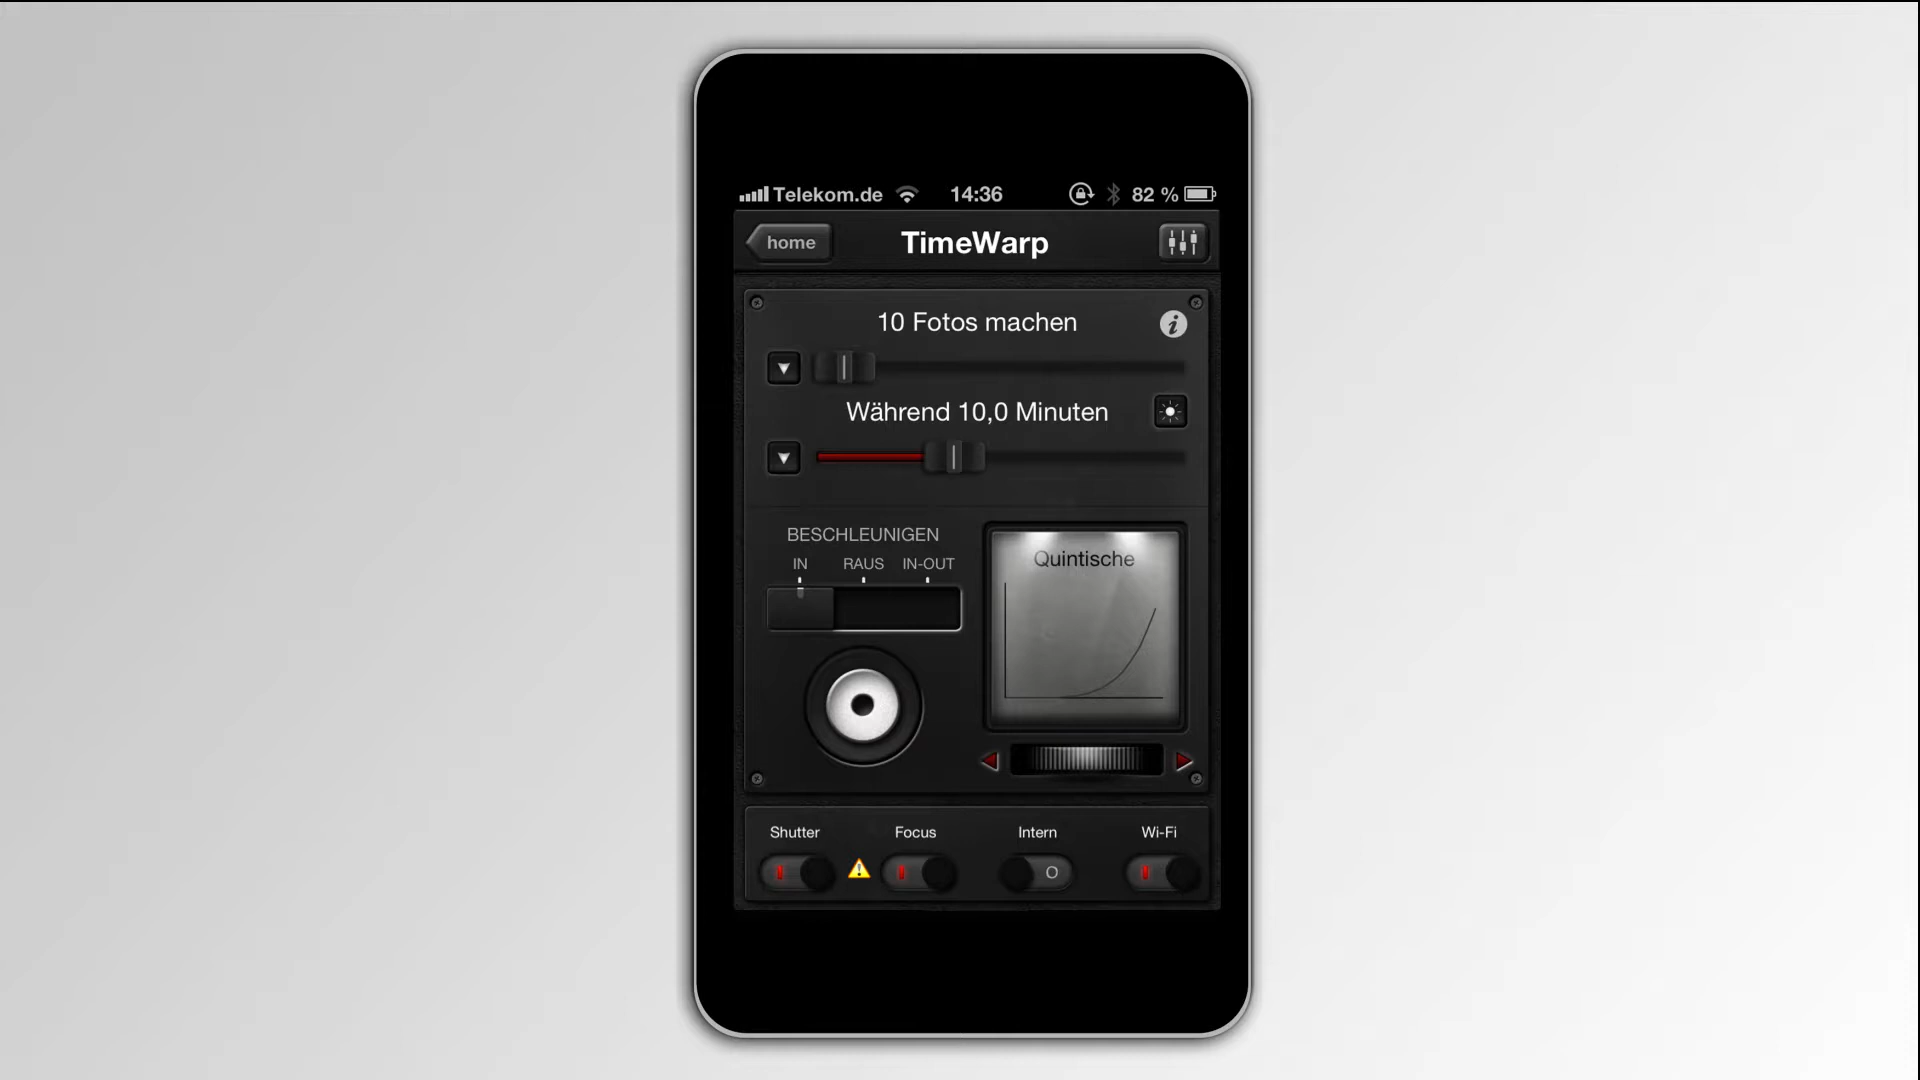 Telekom.de 14:36 82 %
home TimeWarp
10 Fotos machen
Während 10,0 Minuten
BESCHLEUNIGEN
IN RAUS IN-OUT
Quintische
Shutter Focus Intern Wi-Fi